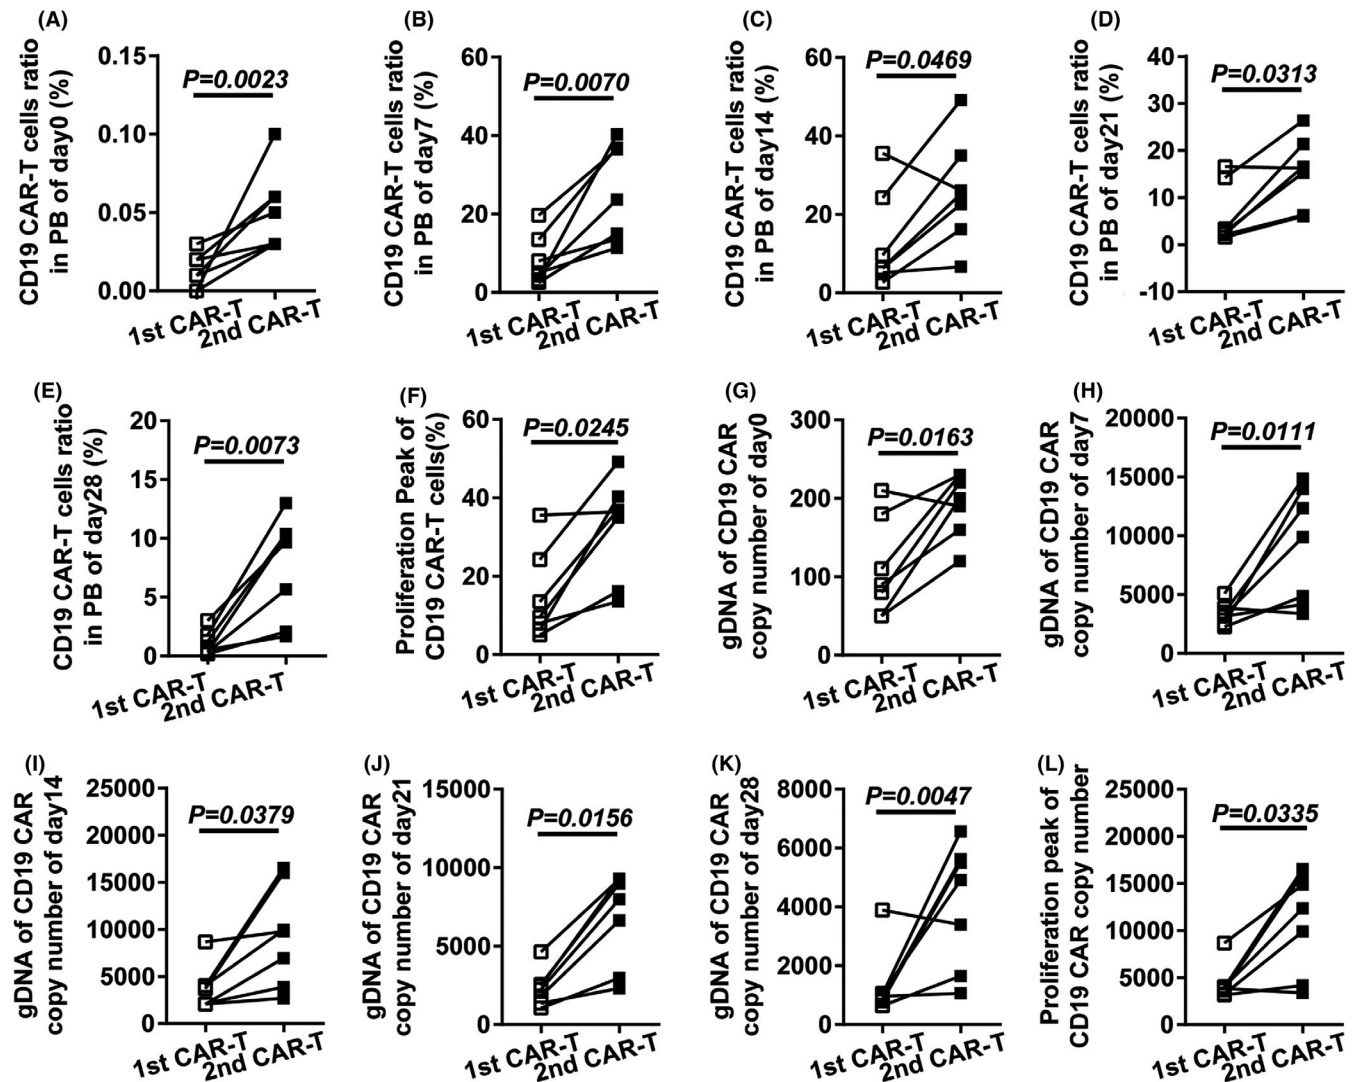 (A)
CD19 CAR-T cells ratio
in PB of day0 (%)
0.15
0.10
0.05
0.00
P=0.0023
1st CAR-T
2nd CAR-T
(B)
CD19 CAR-T cells ratio
in PB of day7 (%)
60
40
20
0
P=0.0070
1st CAR-T
2nd CAR-T
(C)
CD19 CAR-T cells ratio
in PB of day14 (%)
60
40
20
0
P=0.0469
1st CAR-T
2nd CAR-T
(D)
CD19 CAR-T cells ratio
in PB of day21 (%)
40
30
20
10
0
-10
P=0.0313
1st CAR-T
2nd CAR-T
(E)
CD19 CAR-T cells ratio
in PB of day28 (%)
20
15
10
5
0
P=0.0073
1st CAR-T
2nd CAR-T
(F)
Proliferation Peak of
CD19 CAR-T cells(%)
60
40
20
0
P=0.0245
1st CAR-T
2nd CAR-T
(G)
gDNA of CD19 CAR
copy number of day0
300
200
100
0
P=0.0163
1st CAR-T
2nd CAR-T
(H)
gDNA of CD19 CAR
copy number of day7
20000
15000
10000
5000
0
P=0.0111
1st CAR-T
2nd CAR-T
(I)
gDNA of CD19 CAR
copy number of day14
25000
20000
15000
10000
5000
0
P=0.0379
1st CAR-T
2nd CAR-T
(J)
gDNA of CD19 CAR
copy number of day21
15000
10000
5000
0
P=0.0156
1st CAR-T
2nd CAR-T
(K)
gDNA of CD19 CAR
copy number of day28
8000
6000
4000
2000
0
P=0.0047
1st CAR-T
2nd CAR-T
(L)
Proliferation peak of
CD19 CAR copy number
25000
20000
15000
10000
5000
0
P=0.0335
1st CAR-T
2nd CAR-T